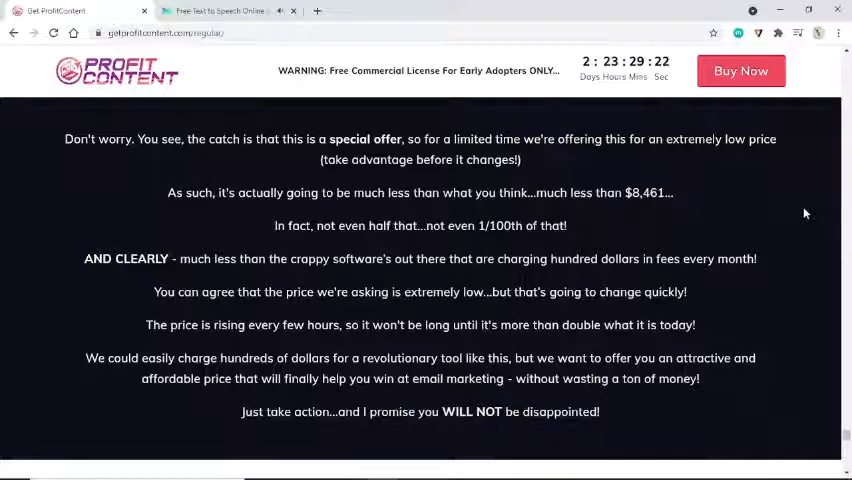 Get ProfitContent
Free Text to Speech Online
getprofitcontent.com/regular/
PROFIT
CONTENT
WARNING: Free Commercial License For Early Adopters ONLY...
2 : 23 : 29 : 22
Days Hours Mins Sec
Buy Now
Don't worry. You see, the catch is that this is a special offer, so for a limited time we're offering this for an extremely low price
(take advantage before it changes!)
As such, it's actually going to be much less than what you think...much less than $8,461...
In fact, not even half that...not even 1/100th of that!
AND CLEARLY - much less than the crappy software's out there that are charging hundred dollars in fees every month!
You can agree that the price we're asking is extremely low...but that's going to change quickly!
The price is rising every few hours, so it won't be long until it's more than double what it is today!
We could easily charge hundreds of dollars for a revolutionary tool like this, but we want to offer you an attractive and
affordable price that will finally help you win at email marketing - without wasting a ton of money!
Just take action...and I promise you WILL NOT be disappointed!